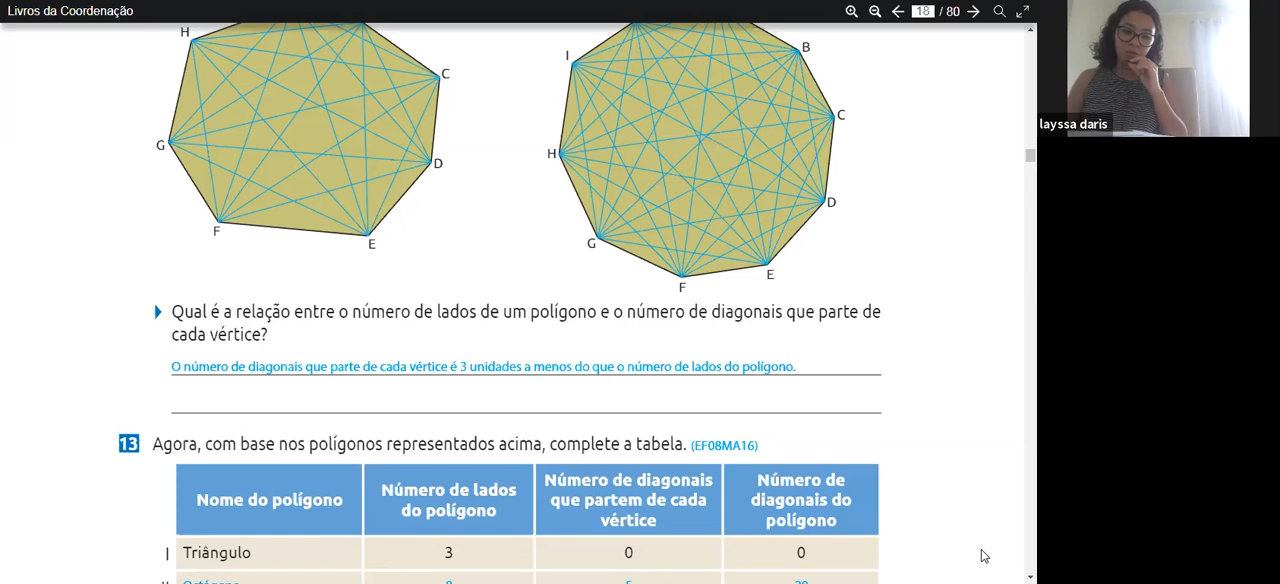 Livros da Coordenação
18 / 80
H
C
G
D
F
E
I
B
C
H
D
G
E
F
layssa daris
Qual é a relação entre o número de lados de um polígono e o número de diagonais que parte de
cada vértice?
O número de diagonais que parte de cada vértice é 3 unidades a menos do que o número de lados do polígono.
13 Agora, com base nos polígonos representados acima, complete a tabela. (EF08MA16)
Nome do polígono
Número de lados
do polígono
Número de diagonais
que partem de cada
vértice
Número de
diagonais do
polígono
I Triângulo 3 0 0